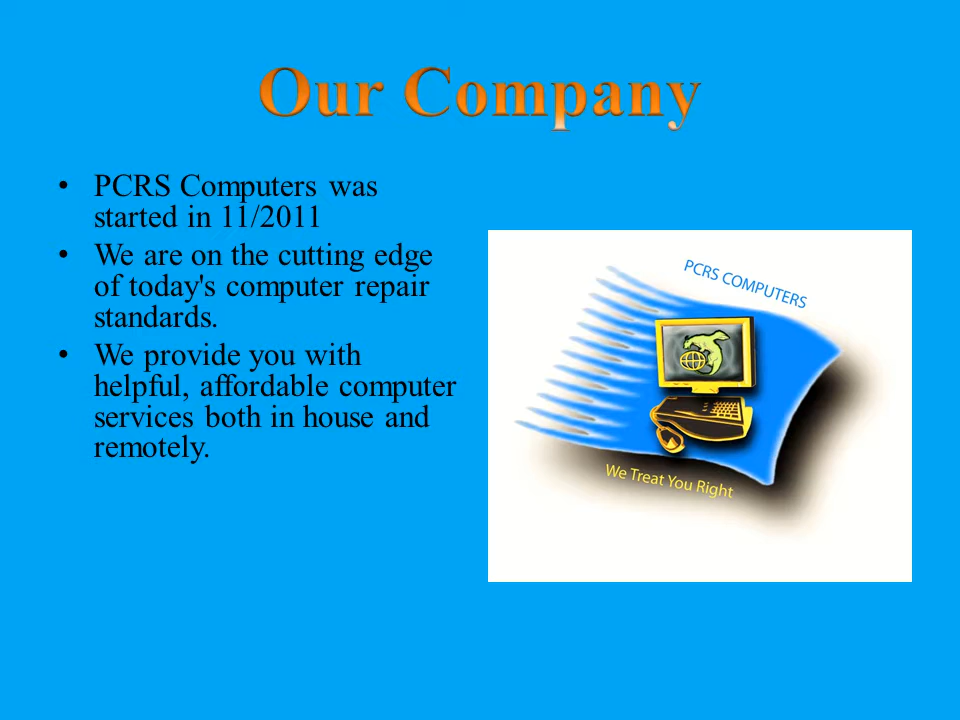 Our Company
• PCRS Computers was
started in 11/2011
• We are on the cutting edge
of today's computer repair
standards.
• We provide you with
helpful, affordable computer
services both in house and
remotely.
PCRS COMPUTERS
We Treat You Right